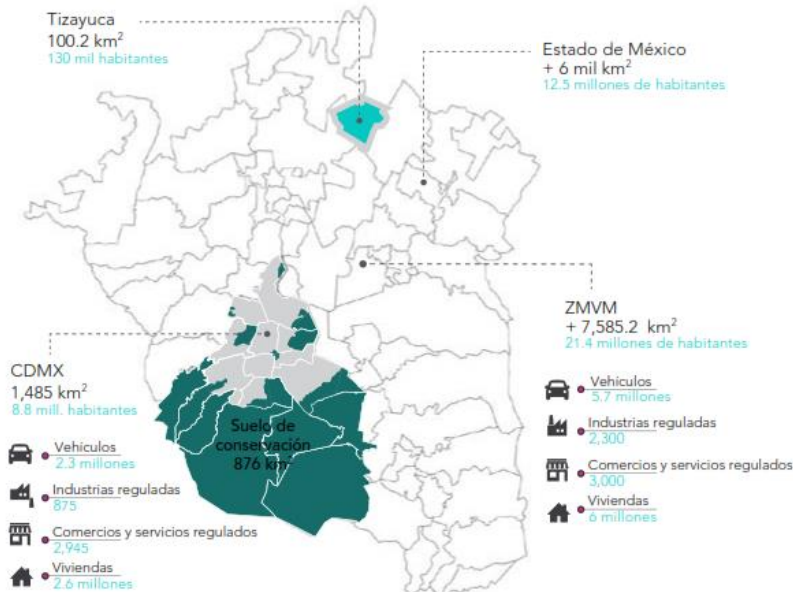 Tizayuca
100.2 km²
130 mil habitantes
Estado de México
+ 6 mil km²
12.5 millones de habitantes
ZMVM
+ 7,585.2 km²
21.4 millones de habitantes
Vehículos
5.7 millones
Industrias reguladas
2,300
Comercios y servicios regulados
3,000
Viviendas
6 millones
CDMX
1,485 km²
8.8 mill. habitantes
Vehículos
2.3 millones
Industrias reguladas
875
Comercios y servicios regulados
2,945
Viviendas
2.6 millones
Suelo de
conservación
876 km²